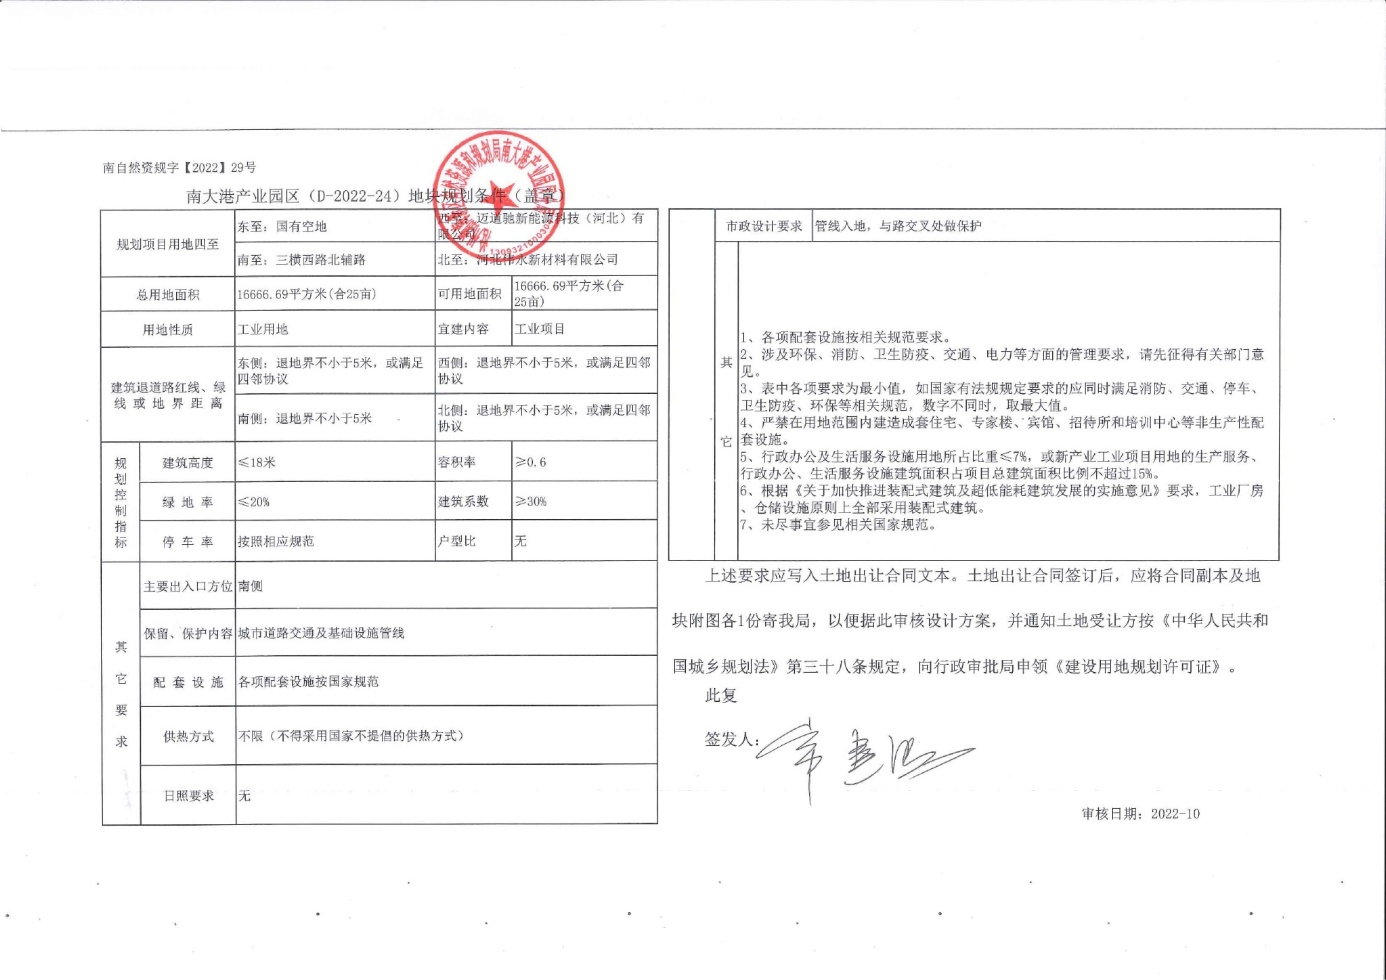 南自然资规字【2022】29号
南大港产业园区（D-2022-24）地块规划条件（盖章）
规划项目用地四至
东至：国有空地
西至：迈道驰新能源科技（河北）有
限公司
南至：三横西路北辅路
北至：河北伟永新材料有限公司
总用地面积
16666.69平方米(合25亩)
可用地面积
16666.69平方米(合
25亩)
用地性质
工业用地
宜建内容
工业项目
建筑退道路红线、绿
线或地界距离
东侧：退地界不小于5米，或满足
四邻协议
西侧：退地界不小于5米，或满足四邻
协议
南侧：退地界不小于5米
北侧：退地界不小于5米，或满足四邻
协议
规划控制指标
建筑高度
≤18米
容积率
≥0.6
绿地率
≤20%
建筑系数
≥30%
停车率
按照相应规范
户型比
无
其它要求
主要出入口方位
南侧
保留、保护内容
城市道路交通及基础设施管线
配套设施
各项配套设施按国家规范
供热方式
不限（不得采用国家不提倡的供热方式）
日照要求
无
市政设计要求
管线入地，与路交叉处做保护
其它
1、各项配套设施按相关规范要求。
2、涉及环保、消防、卫生防疫、交通、电力等方面的管理要求，请先征得有关部门意
见。
3、表中各项要求为最小值，如国家有法规规定要求的应同时满足消防、交通、停车、
卫生防疫、环保等相关规范，数字不同时，取最大值。
4、严禁在用地范围内建造成套住宅、专家楼、宾馆、招待所和培训中心等非生产性配
套设施。
5、行政办公及生活服务设施用地所占比重≤7%，或新产业工业项目用地的生产服务、
行政办公、生活服务设施建筑面积占项目总建筑面积比例不超过15%。
6、根据《关于加快推进装配式建筑及超低能耗建筑发展的实施意见》要求，工业厂房
、仓储设施原则上全部采用装配式建筑。
7、未尽事宜参见相关国家规范。
上述要求应写入土地出让合同文本。土地出让合同签订后，应将合同副本及地
块附图各1份寄我局，以便据此审核设计方案，并通知土地受让方按《中华人民共和
国城乡规划法》第三十八条规定，向行政审批局申领《建设用地规划许可证》。
此复
签发人：
审核日期：2022-10